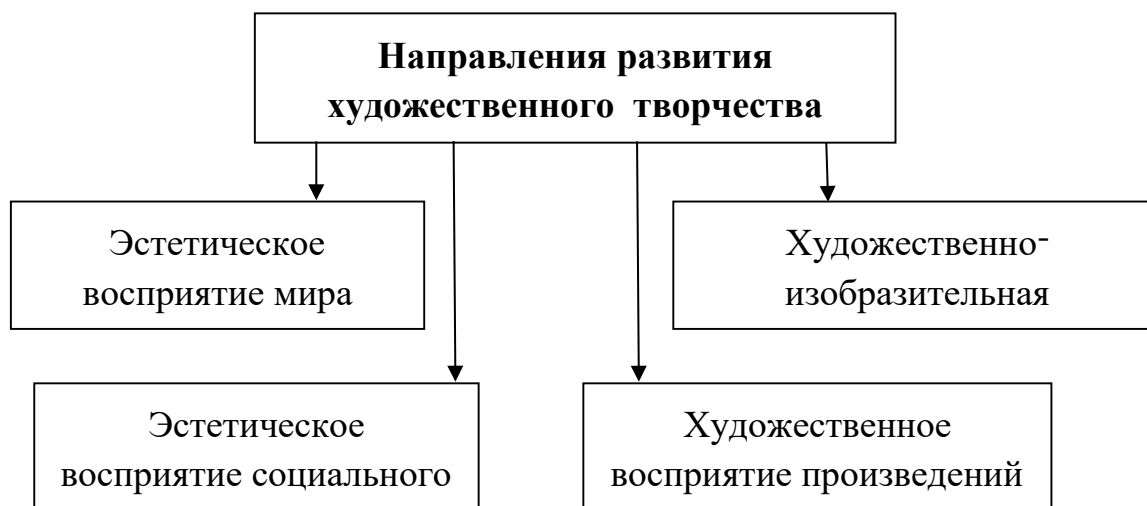 Направления развития
художественного творчества
Эстетическое
восприятие мира
Художественно-
изобразительная
Эстетическое
восприятие социального
Художественное
восприятие произведений